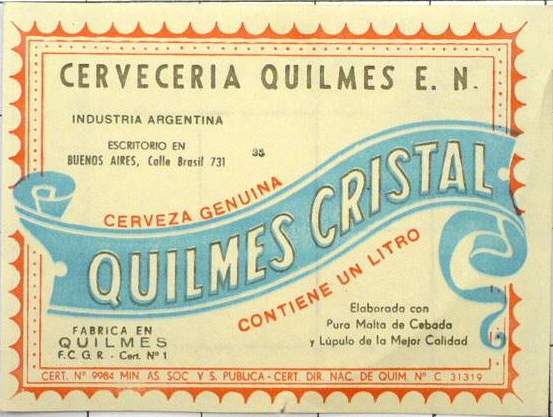 CERVECERIA QUILMES E. N.
INDUSTRIA ARGENTINA
ESCRITORIO EN
BUENOS AIRES, Calle Brasil 731
35
CERVEZA GENUINA
QUILMES CRISTAL
CONTIENE UN LITRO
FABRICA EN
QUILMES
F.C.G.R. - Cert. Nº 1
Elaborada con
Pura Malta de Cebada
y Lúpulo de la Mejor Calidad
CERT. Nº 9984 MIN. AS. SOC. Y S. PUBLICA - CERT. DIR. NAC. DE QUIM. Nº C 31319